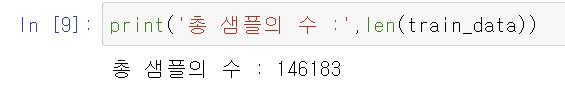 In [9]: print('총 샘플의 수 :',len(train_data))
총 샘플의 수 : 146183